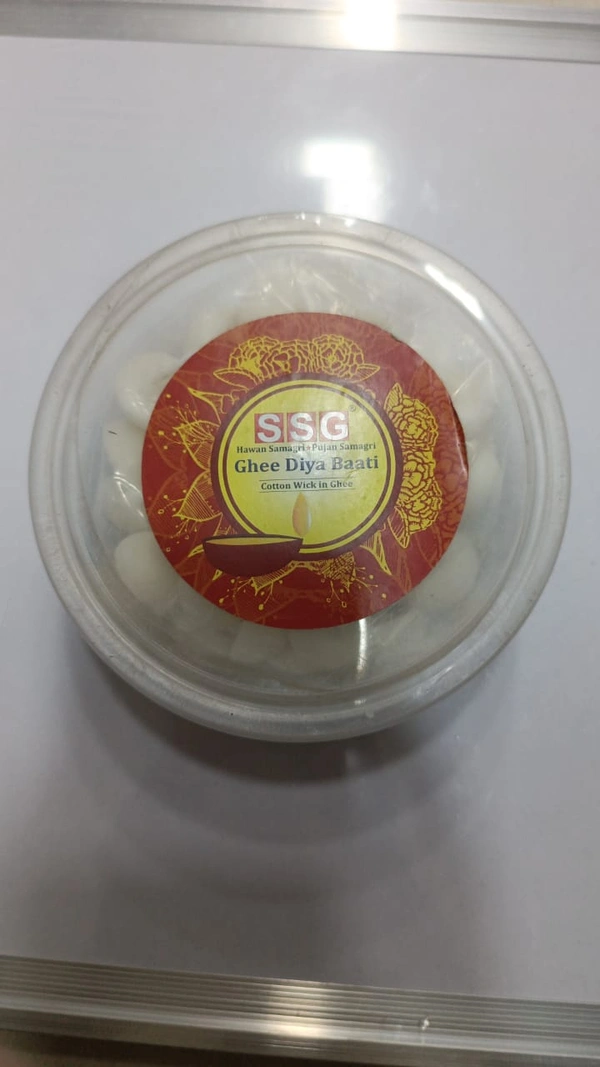 SSG®
Hawan Samagri•Pujan Samagri
Ghee Diya Baati
Cotton Wick in Ghee